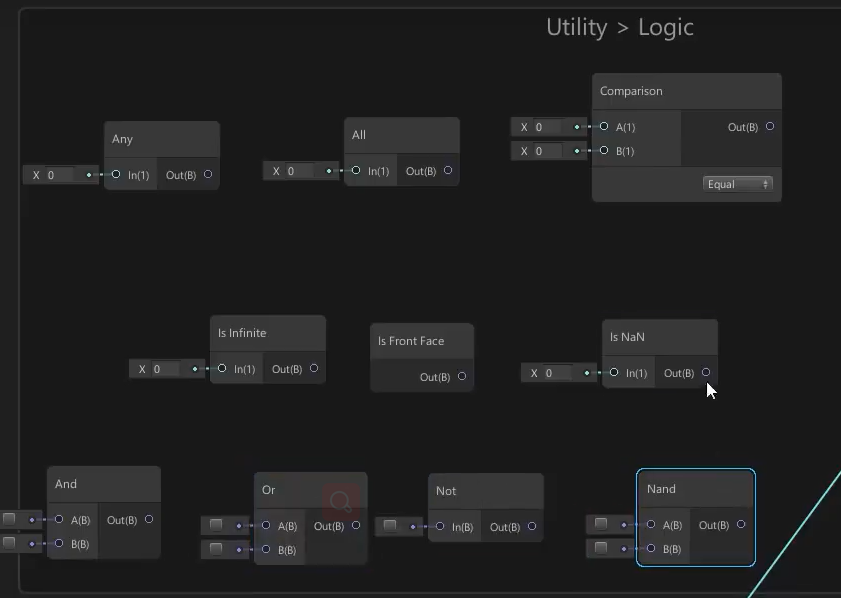 Utility > Logic
Comparison
X 0 A(1) Out(B)
X 0 B(1)
Equal
Any
X 0 In(1) Out(B)
All
X 0 In(1) Out(B)
Is Infinite
X 0 In(1) Out(B)
Is Front Face
Out(B)
Is NaN
X 0 In(1) Out(B)
And
A(B) Out(B)
B(B)
Or
A(B) Out(B)
B(B)
Not
In(B) Out(B)
Nand
A(B) Out(B)
B(B)